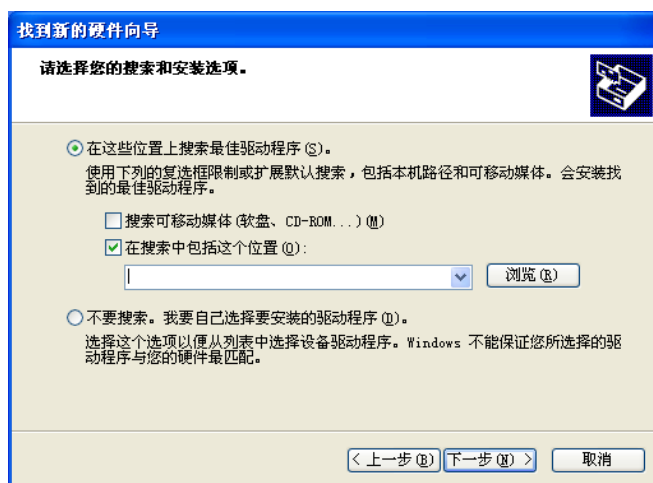 找到新的硬件向导
请选择您的搜索和安装选项。
在这些位置上搜索最佳驱动程序(S)。
使用下列的复选框限制或扩展默认搜索，包括本机路径和可移动媒体。会安装找
到的最佳驱动程序。
搜索可移动媒体(软盘、CD-ROM...)(M)
在搜索中包括这个位置(O):
浏览(R)
不要搜索。我要自己选择要安装的驱动程序(D)。
选择这个选项以便从列表中选择设备驱动程序。Windows 不能保证您所选择的驱
动程序与您的硬件最匹配。
< 上一步(B) 下一步(N) > 取消